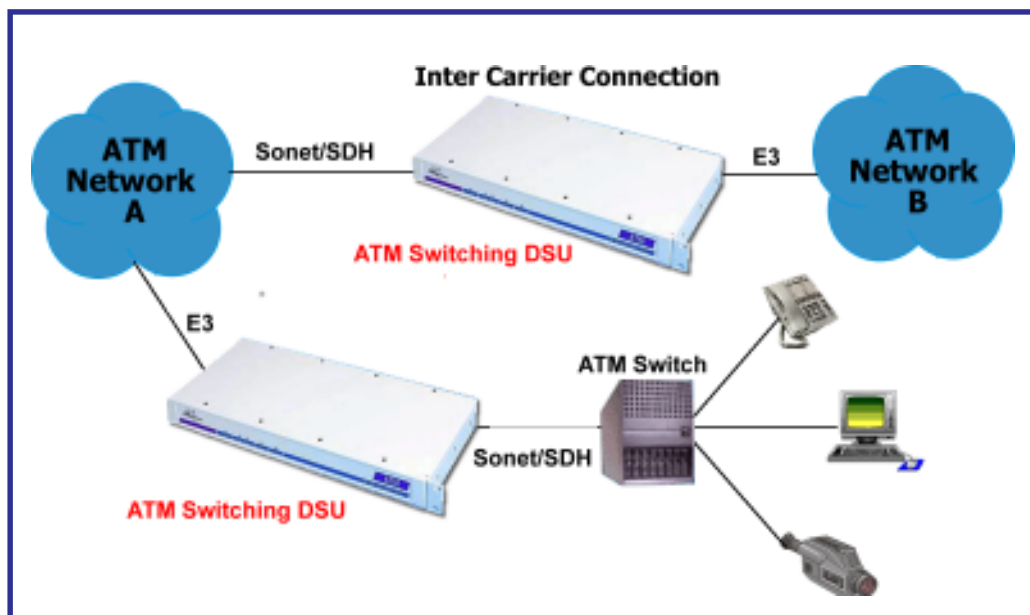 Inter Carrier Connection
ATM
Network
A
Sonet/SDH
E3
ATM
Network
B
ATM Switching DSU
E3
ATM Switch
Sonet/SDH
ATM Switching DSU